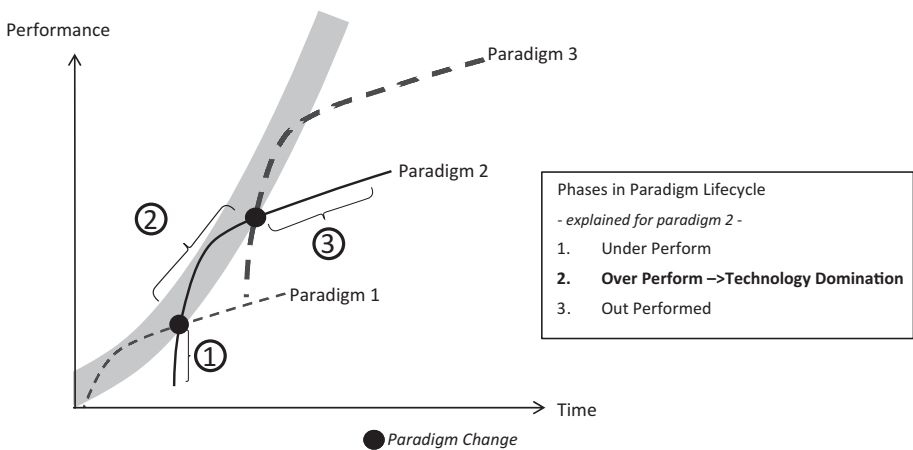 Performance
Paradigm 3
Paradigm 2
2
3
Paradigm 1
1
Time
Paradigm Change
Phases in Paradigm Lifecycle
- explained for paradigm 2 -
1. Under Perform
2. Over Perform –>Technology Domination
3. Out Performed